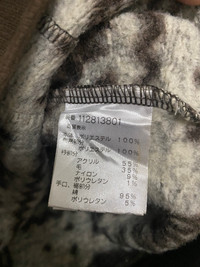 品番 112813801
ポリエステル 100%
ポリエステル 100%
アクリル 55%
毛 35%
ナイロン 9%
ポリウレタン 1%
綿 95%
ポリウレタン 5%